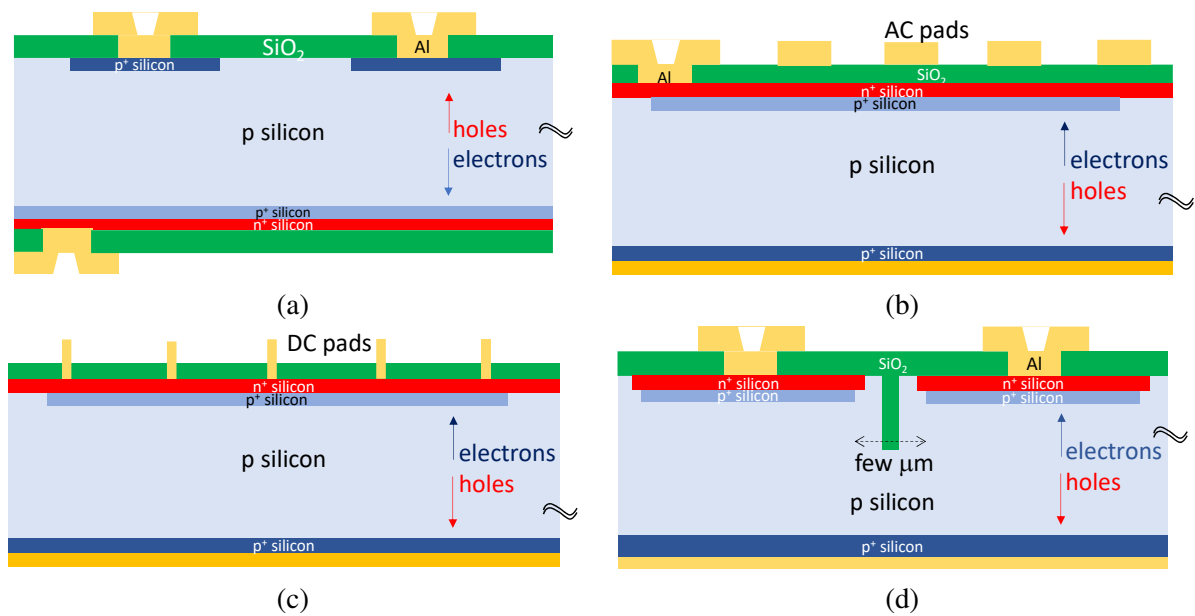 SiO₂
Al
p⁺ silicon
p silicon
holes
electrons
p⁺ silicon
n⁺ silicon
(a)
AC pads
Al
SiO₂
n⁺ silicon
p⁺ silicon
p silicon
electrons
holes
p⁺ silicon
(b)
DC pads
n⁺ silicon
p⁺ silicon
p silicon
electrons
holes
p⁺ silicon
(c)
SiO₂
Al
n⁺ silicon
n⁺ silicon
p⁺ silicon
p⁺ silicon
few μm
electrons
holes
p silicon
p⁺ silicon
(d)